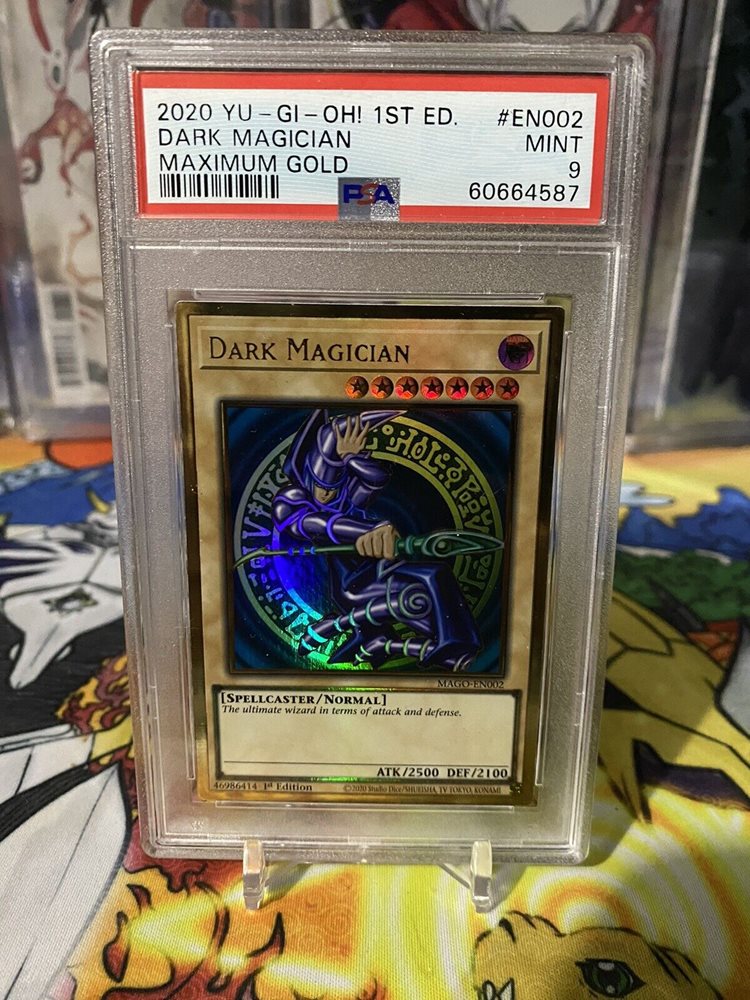 2020 YU-GI-OH! 1ST ED. #EN002
DARK MAGICIAN MINT
MAXIMUM GOLD 9
PSA 60664587
DARK MAGICIAN
MAGO-EN002
[SPELLCASTER/NORMAL]
The ultimate wizard in terms of attack and defense.
ATK/2500 DEF/2100
46986414 1st Edition ©2020 Studio Dice/SHUEISHA, TV TOKYO, KONAMI